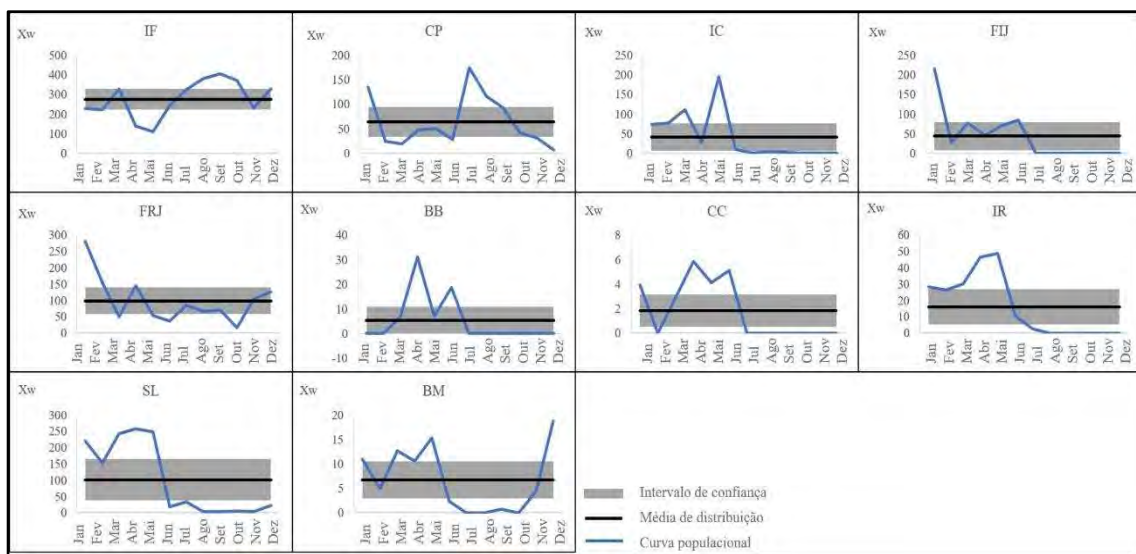 Xw IF
500
400
300
200
100
0
Jan Fev Mar Abr Mai Jun Jul Ago Set Out Nov Dez
Xw CP
200
150
100
50
0
Jan Fev Mar Abr Mai Jun Jul Ago Set Out Nov Dez
Xw IC
250
200
150
100
50
0
Jan Fev Mar Abr Mai Jun Jul Ago Set Out Nov Dez
Xw FIJ
250
200
150
100
50
0
Jan Fev Mar Abr Mai Jun Jul Ago Set Out Nov Dez
Xw FRJ
300
250
200
150
100
50
0
Jan Fev Mar Abr Mai Jun Jul Ago Set Out Nov Dez
Xw BB
40
30
20
10
0
-10
Jan Fev Mar Abr Mai Jun Jul Ago Set Out Nov Dez
Xw CC
8
6
4
2
0
Jan Fev Mar Abr Mai Jun Jul Ago Set Out Nov Dez
Xw IR
60
50
40
30
20
10
0
Jan Fev Mar Abr Mai Jun Jul Ago Set Out Nov Dez
Xw SL
300
250
200
150
100
50
0
Jan Fev Mar Abr Mai Jun Jul Ago Set Out Nov Dez
Xw BM
20
15
10
5
0
Jan Fev Mar Abr Mai Jun Jul Ago Set Out Nov Dez
Intervalo de confiança
Média de distribuição
Curva populacional